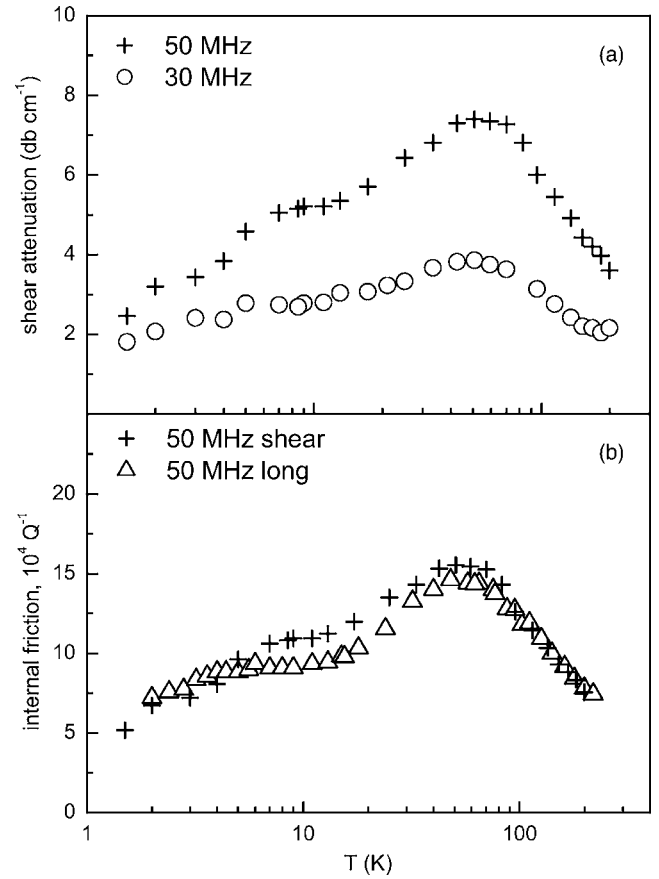 10
8
6
4
2
shear attenuation (db cm⁻¹)
50 MHz
30 MHz
(a)
20
15
10
5
0
internal friction, 10⁴ Q⁻¹
50 MHz shear
50 MHz long
(b)
1
10
100
T (K)